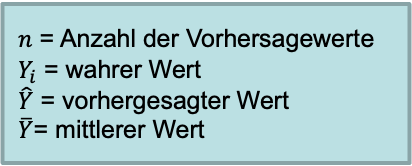 𝑛 = Anzahl der Vorhersagewerte
𝑌ᵢ = wahrer Wert
Ŷ = vorhergesagter Wert
Ȳ= mittlerer Wert